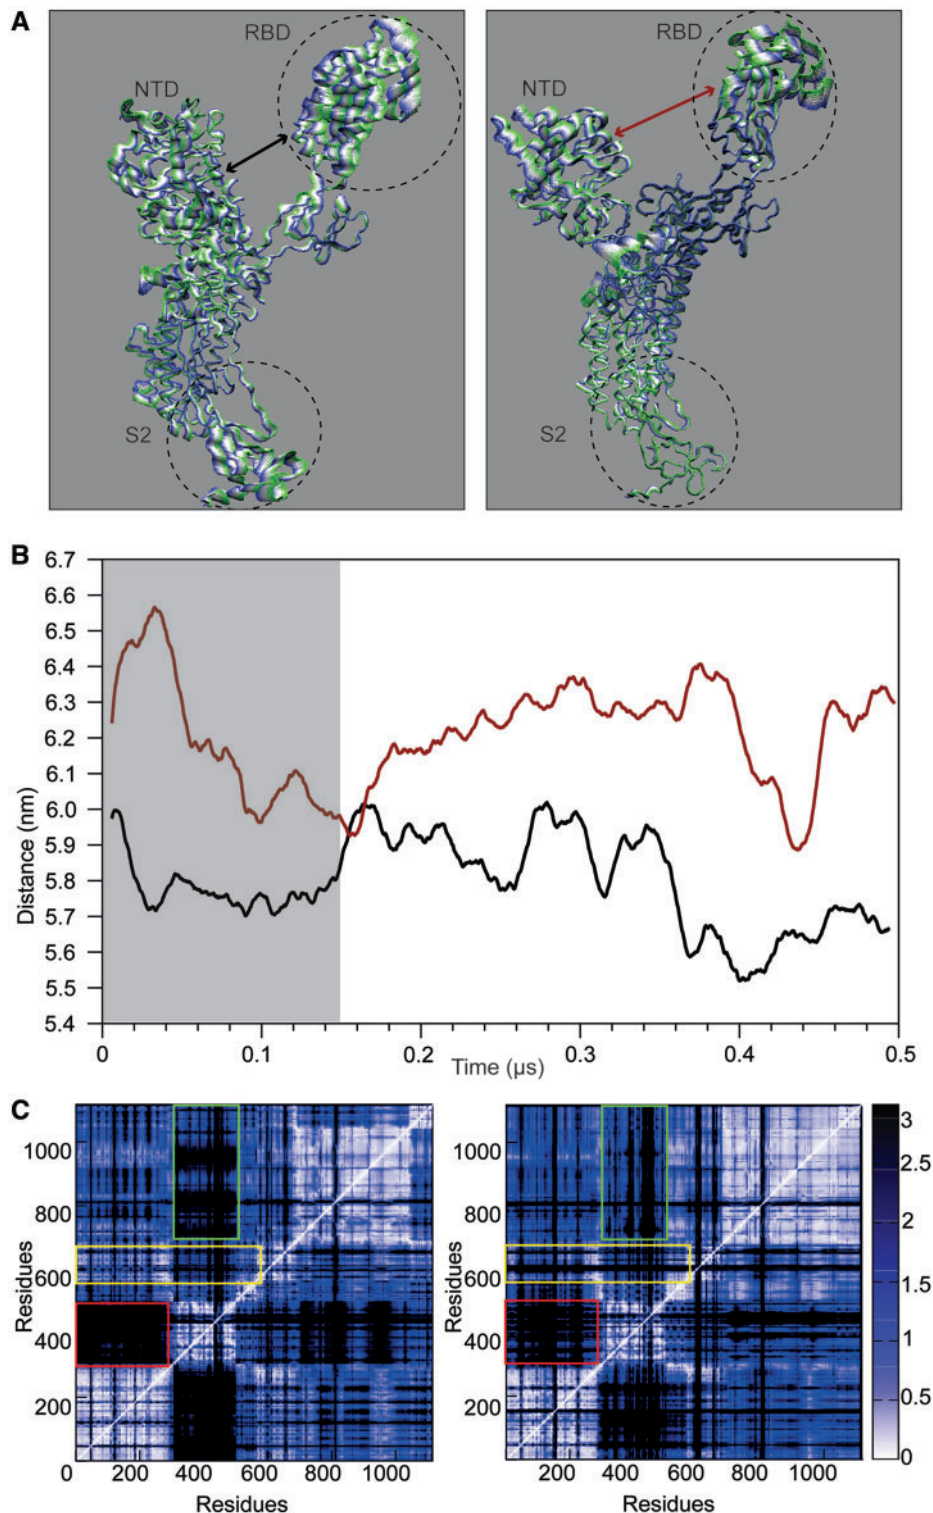 A
NTD
RBD
S2
NTD
RBD
S2
B
Distance (nm)
6.7
6.6
6.5
6.4
6.3
6.2
6.1
6.0
5.9
5.8
5.7
5.6
5.5
5.4
0 0.1 0.2 0.3 0.4 0.5
Time (µs)
C
Residues
1000
800
600
400
200
0 200 400 600 800 1000
Residues
Residues
1000
800
600
400
200
200 400 600 800 1000
Residues
3
2.5
2
1.5
1
0.5
0